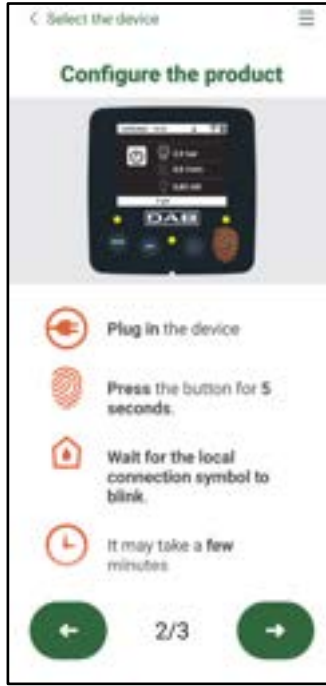 Select the device
Configure the product
DAB
Plug in the device
Press the button for 5
seconds.
Wait for the local
connection symbol to
blink.
It may take a few
minutes
2/3